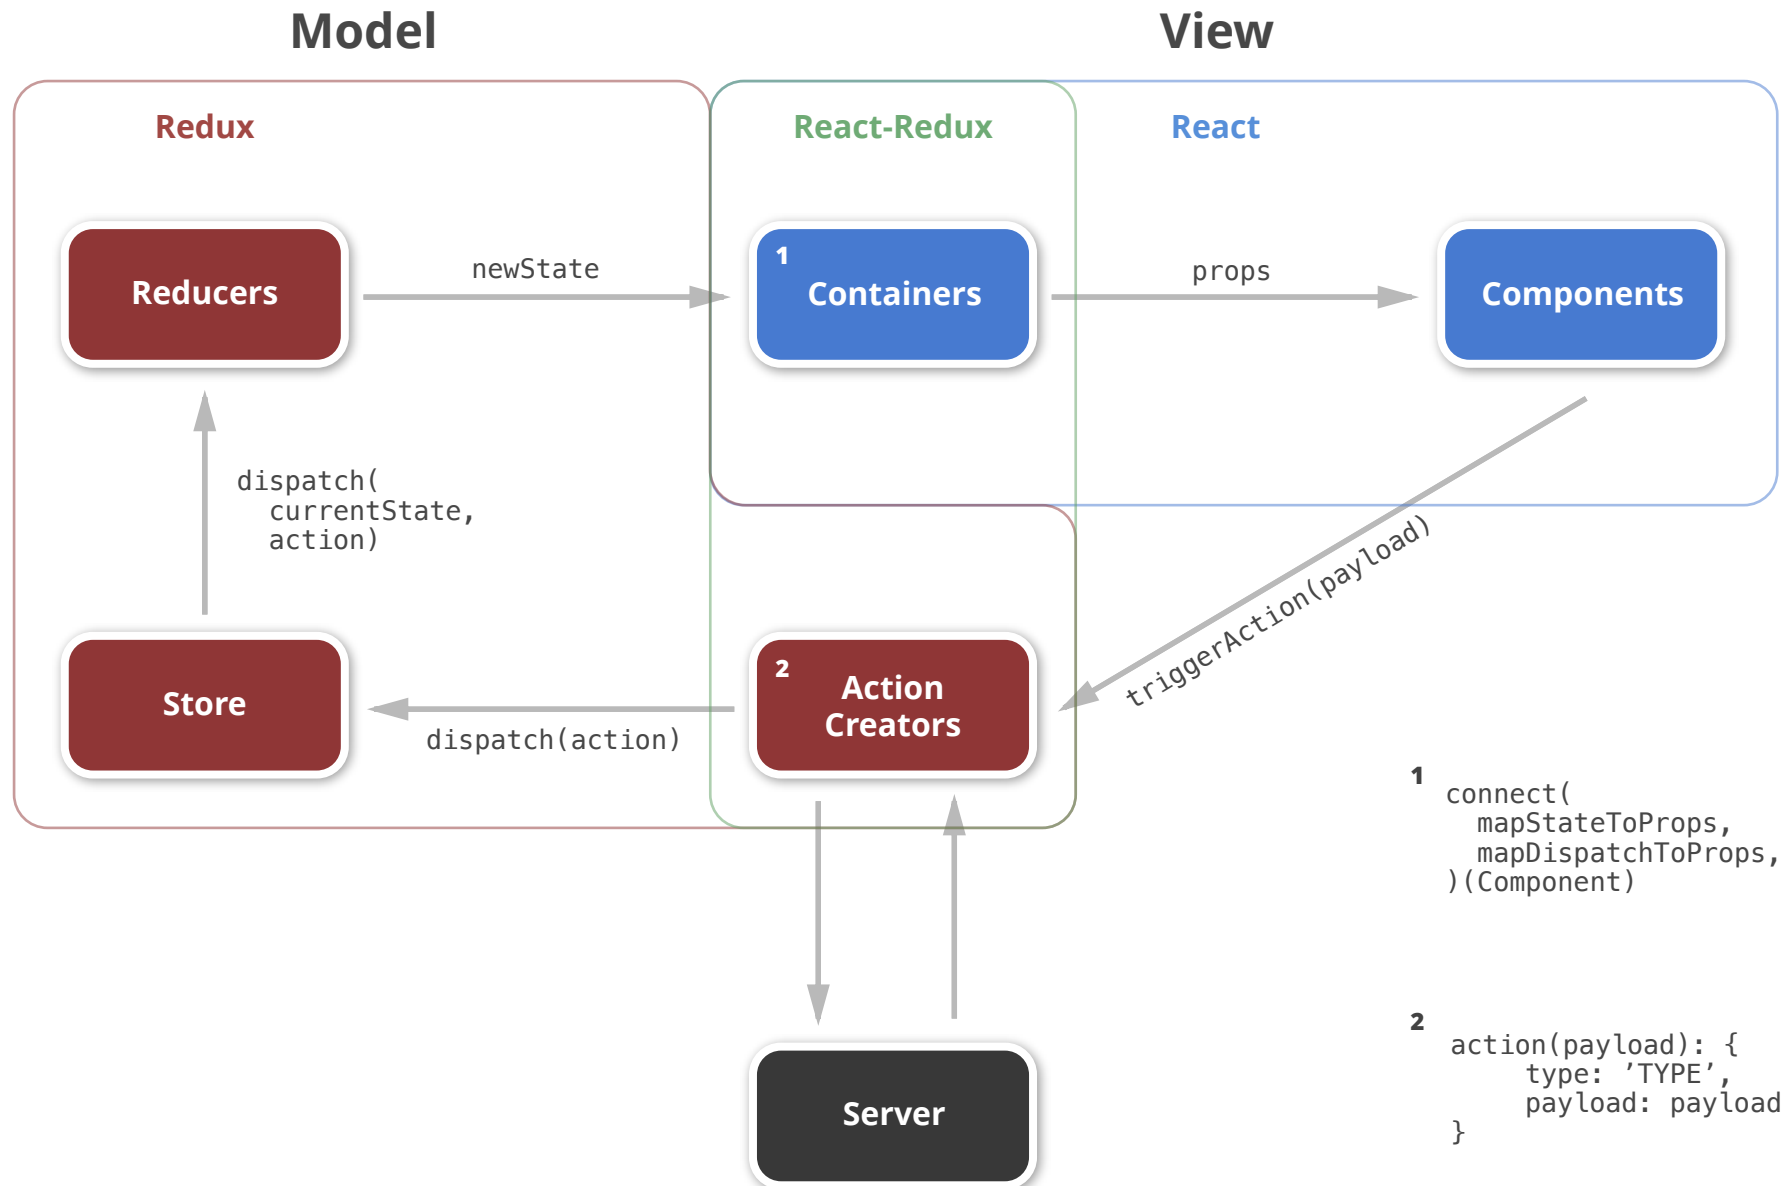 Model
View
Redux
React-Redux
React
Reducers
newState
1
Containers
props
Components
dispatch(
currentState,
action)
triggerAction(payload)
Store
dispatch(action)
2
Action
Creators
Server
1
connect(
mapStateToProps,
mapDispatchToProps,
)(Component)
2
action(payload): {
type: ’TYPE’,
payload: payload
}